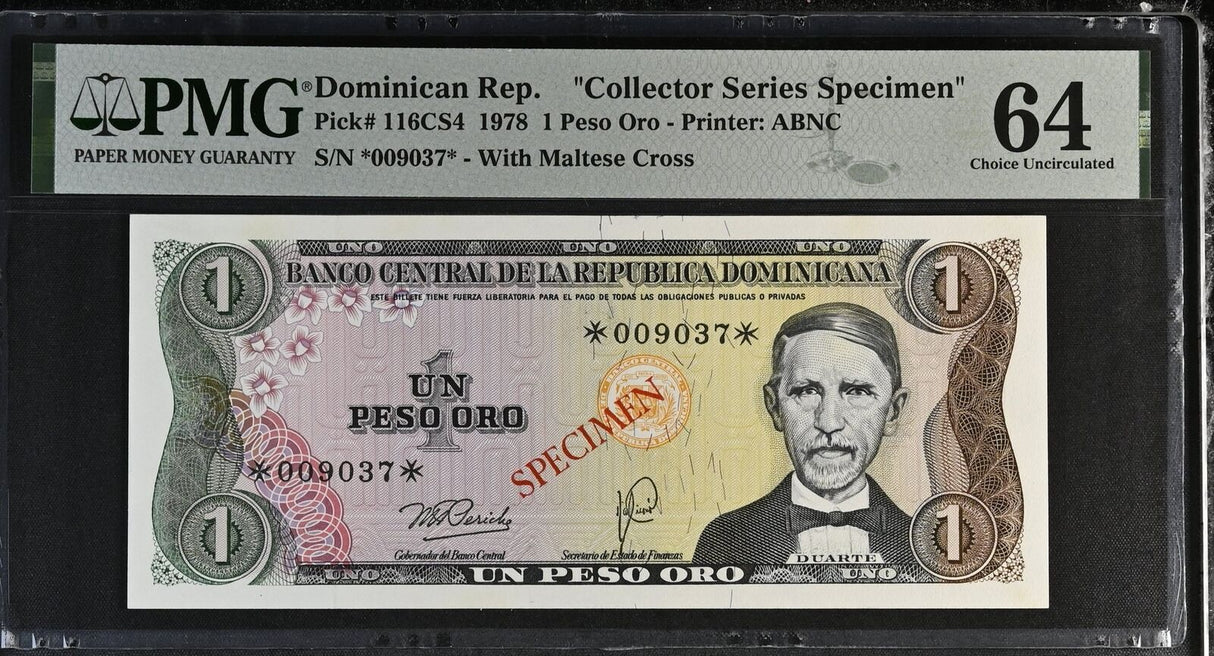 PMG® Dominican Rep. "Collector Series Specimen" 64
Pick# 116CS4 1978 1 Peso Oro - Printer: ABNC
PAPER MONEY GUARANTY S/N *009037* - With Maltese Cross Choice Uncirculated
UNO UNO UNO
1 BANCO CENTRAL DE LA REPUBLICA DOMINICANA 1
ESTE BILLETE TIENE FUERZA LIBERATORIA PARA EL PAGO DE TODAS LAS OBLIGACIONES PUBLICAS O PRIVADAS
*009037*
1
UN
PESO ORO
SPECIMEN
*009037*
Gobernador del Banco Central Secretario de Estado de Finanzas
DUARTE
1 UNO UN PESO ORO UNO 1